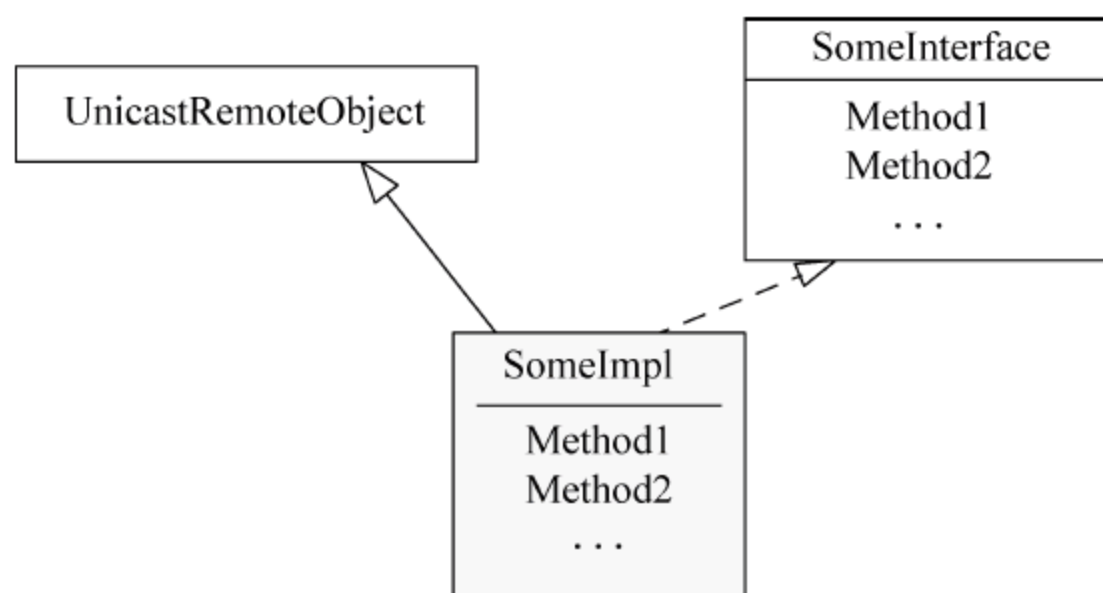 UnicastRemoteObject
SomeInterface
Method1
Method2
...
SomeImpl
Method1
Method2
...